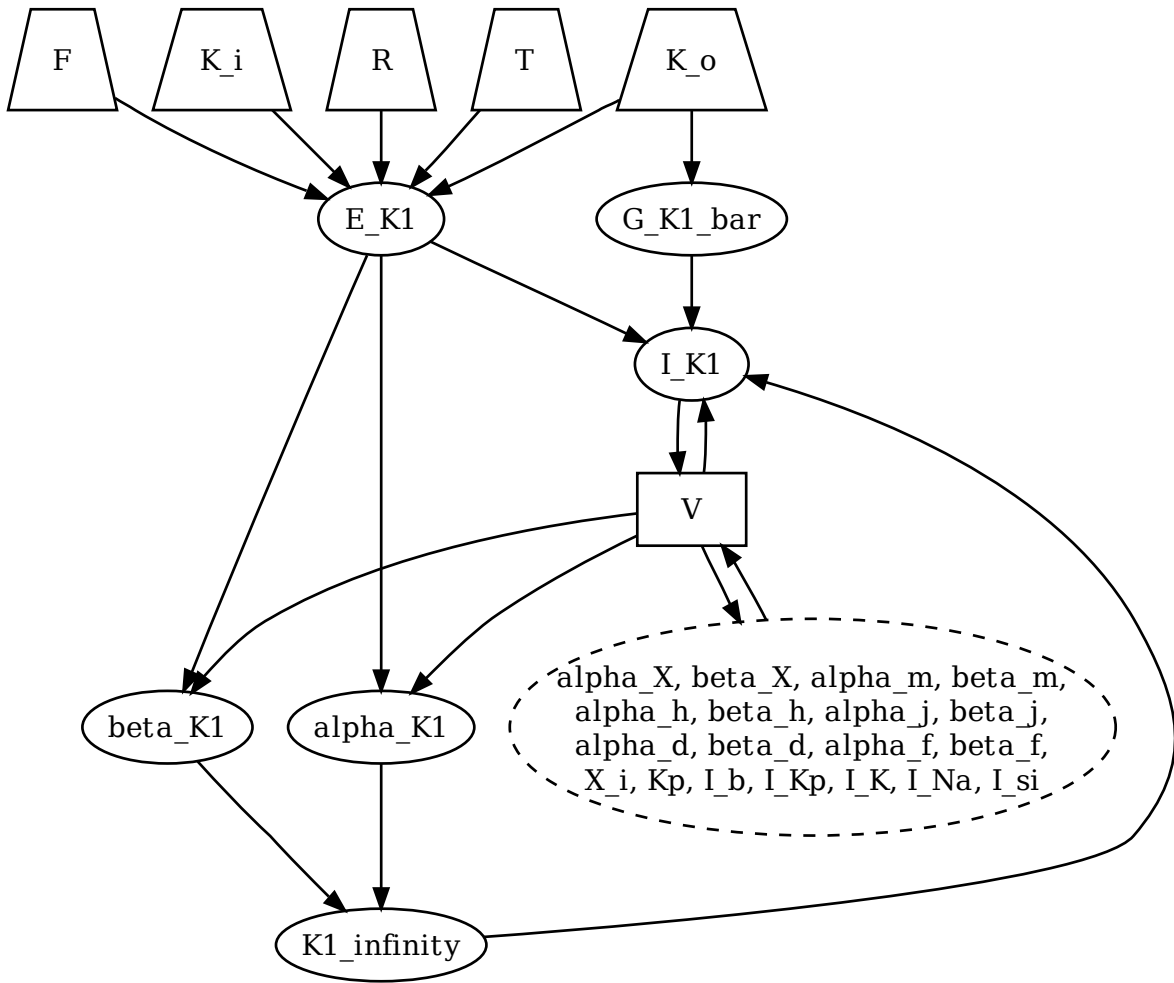 F
K_i
R
T
K_o
E_K1
G_K1_bar
I_K1
V
alpha_X, beta_X, alpha_m, beta_m,
alpha_h, beta_h, alpha_j, beta_j,
alpha_d, beta_d, alpha_f, beta_f,
X_i, Kp, I_b, I_Kp, I_K, I_Na, I_si
beta_K1
alpha_K1
K1_infinity